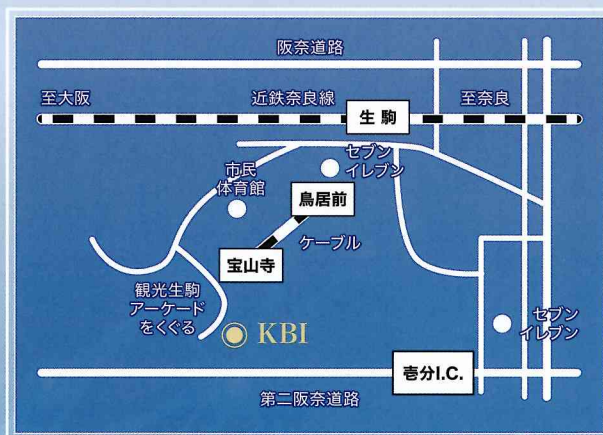 阪奈道路
至大阪
近鉄奈良線
生駒
至奈良
セブン
イレブン
市民
体育館
鳥居前
ケーブル
宝山寺
観光生駒
アーケード
をくぐる
KBI
セブン
イレブン
壱分I.C.
第二阪奈道路